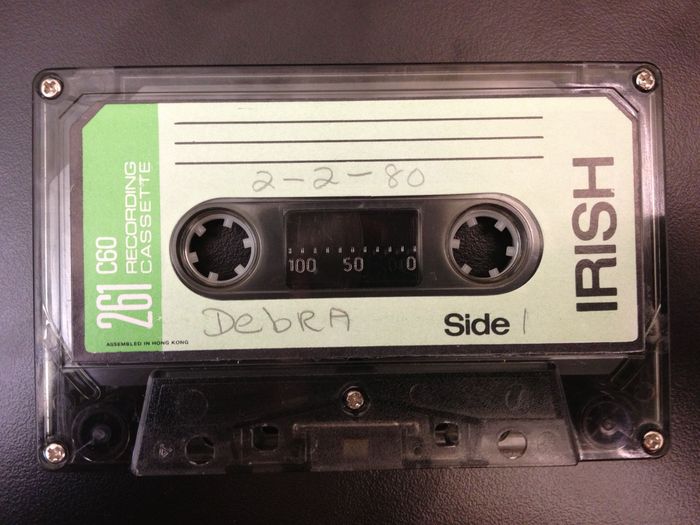 2-2-80
261 C60
RECORDING
CASSETTE
IRISH
100 50 0
DebRA
Side 1
ASSEMBLED IN HONG KONG